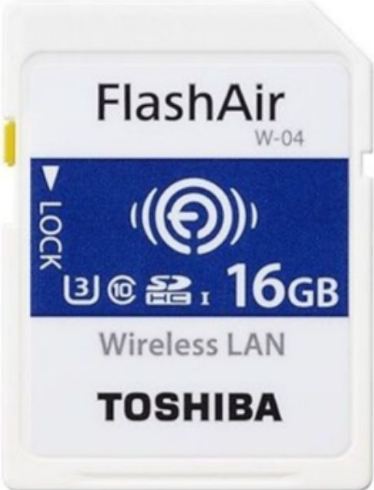 FlashAir
W-04
LOCK
U3 10 SDHC I 16GB
Wireless LAN
TOSHIBA